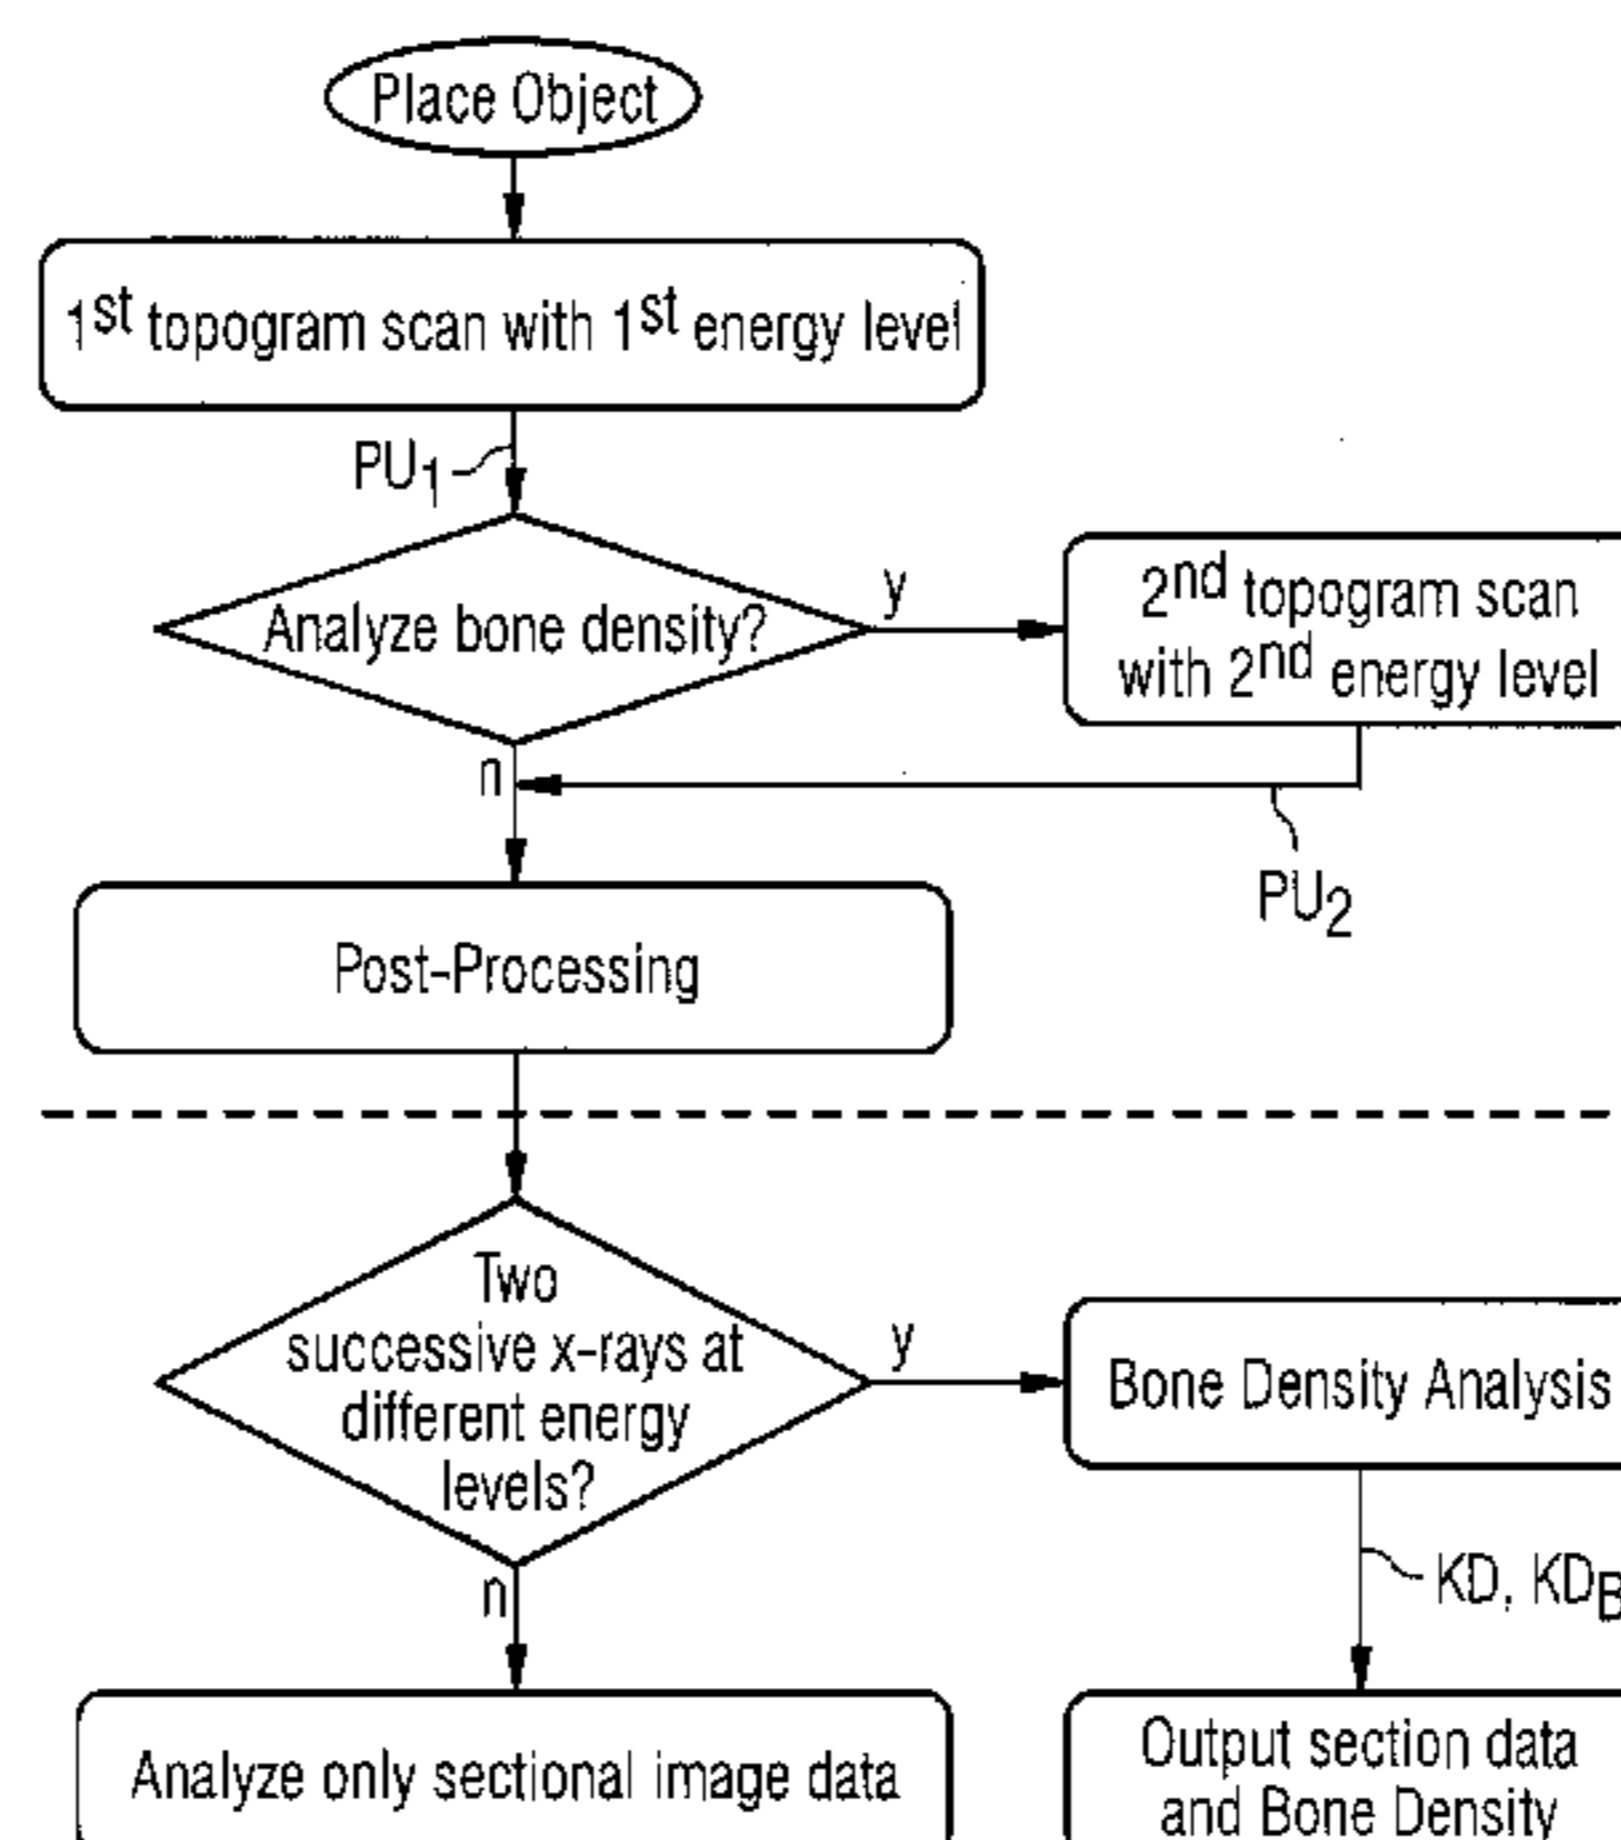 Place Object
1st topogram scan with 1st energy level
PU1
Analyze bone density?
y
2nd topogram scan
with 2nd energy level
n
PU2
Post-Processing
Two
successive x-rays at
different energy
levels?
y
Bone Density Analysis
n
KD, KDB
Analyze only sectional image data
Output section data
and Bone Density